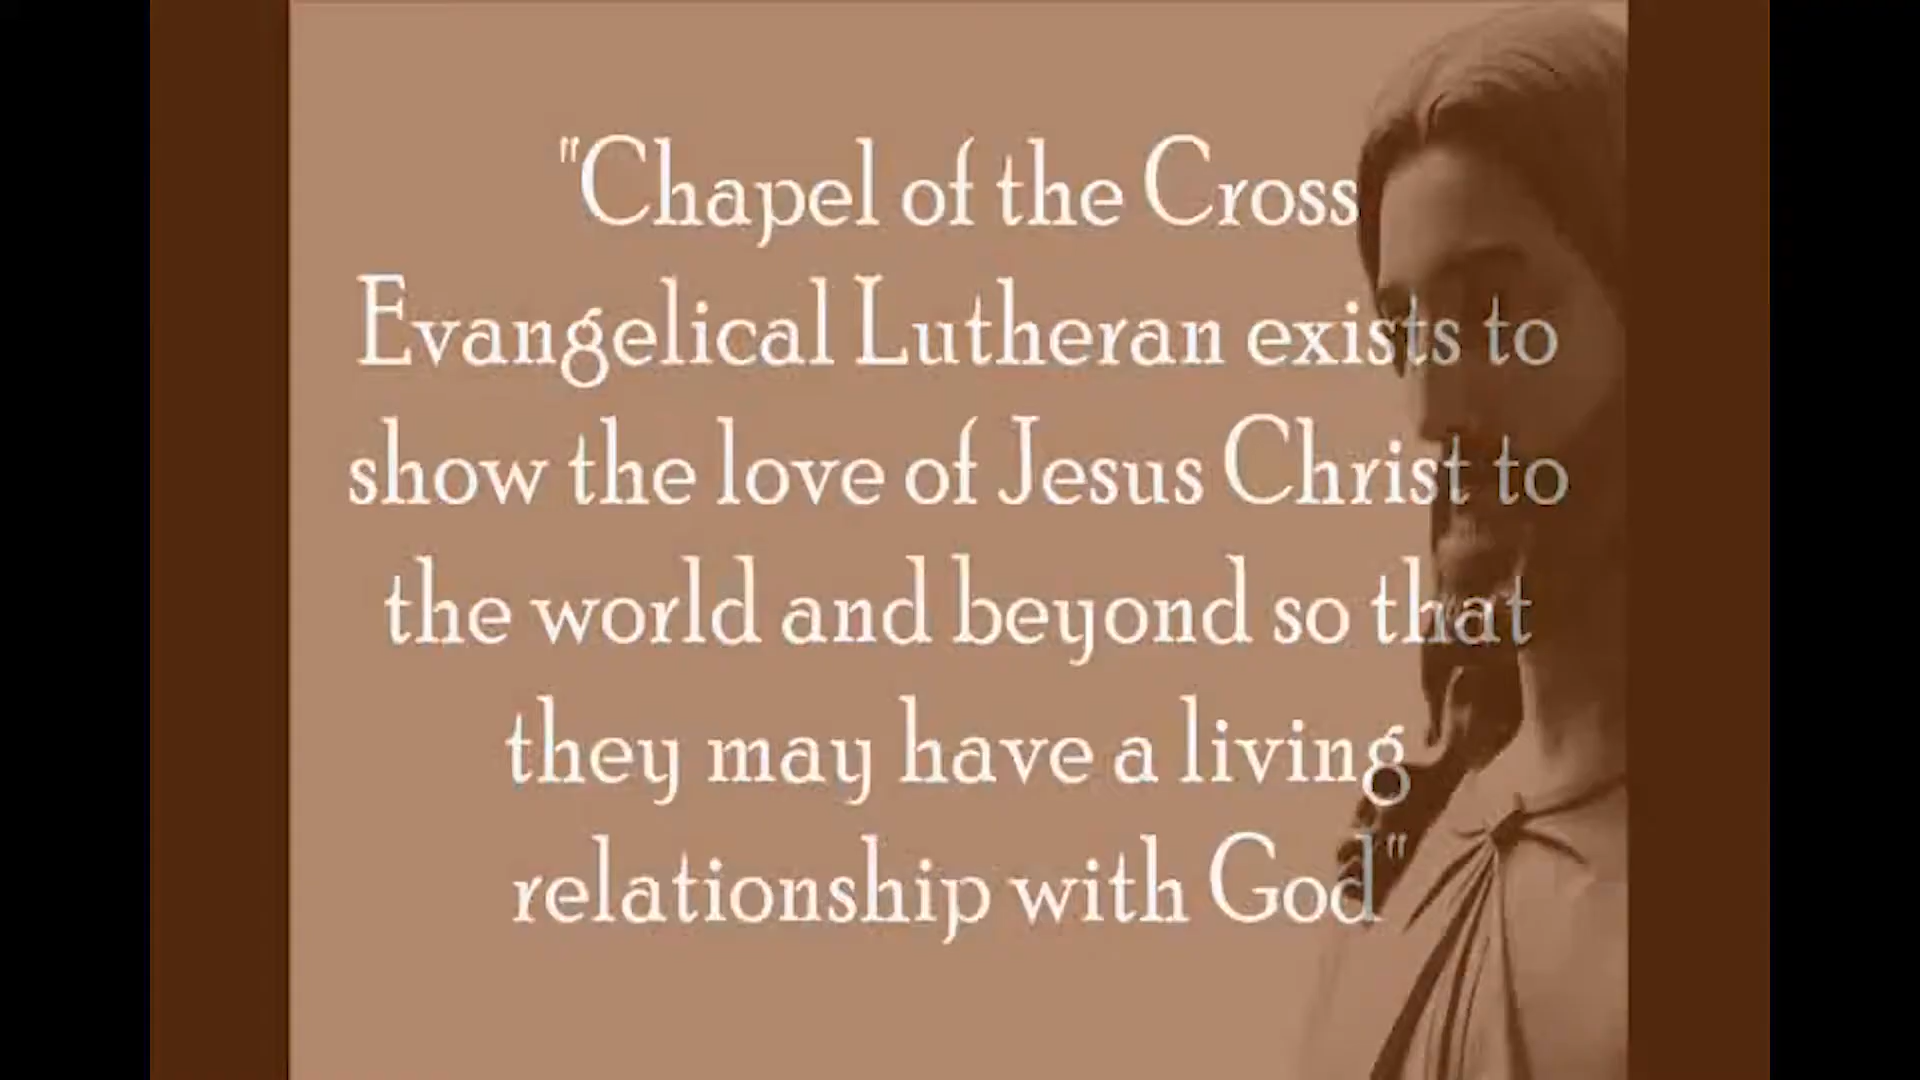 "Chapel of the Cross
Evangelical Lutheran exists to
show the love of Jesus Christ to
the world and beyond so that
they may have a living
relationship with God"